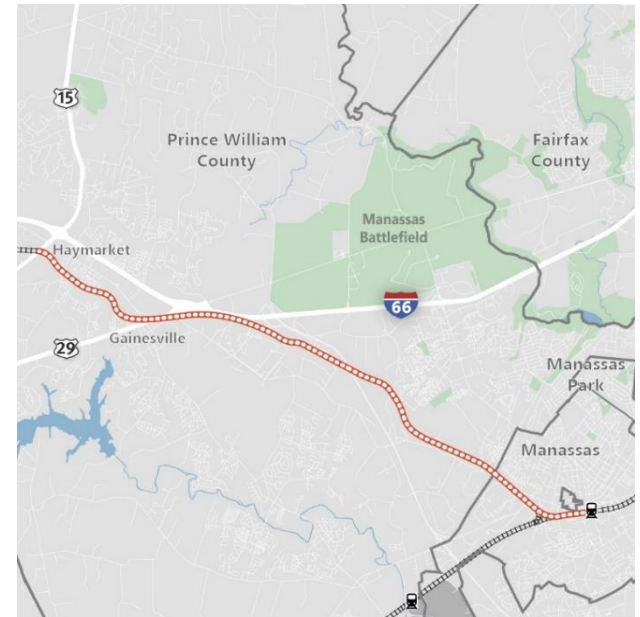 15
Prince William
County
Fairfax
County
Manassas
Battlefield
Haymarket
66
Gainesville
29
Manassas
Park
Manassas